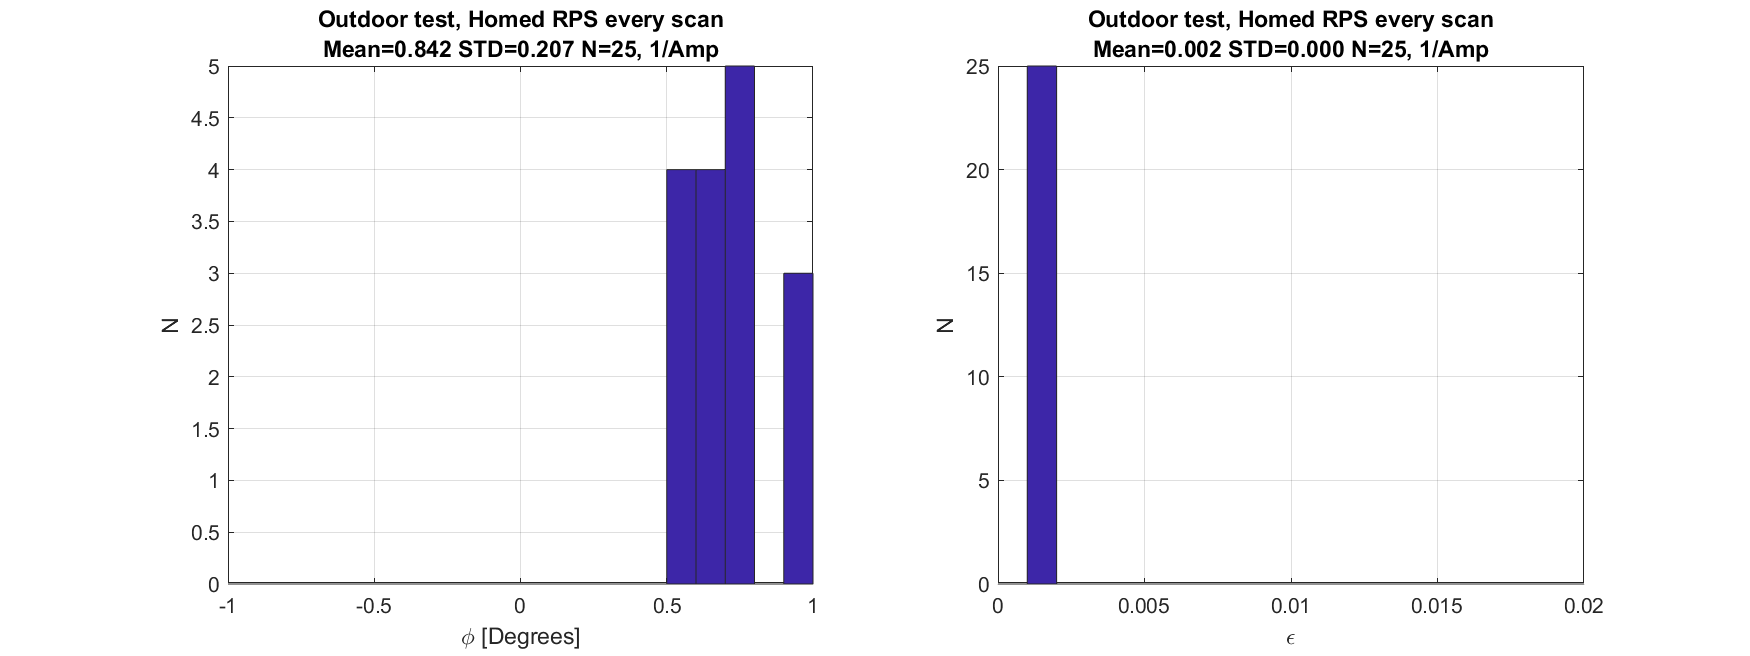 Outdoor test, Homed RPS every scan
Mean=0.842 STD=0.207 N=25, 1/Amp
5
4.5
4
3.5
3
2.5
2
1.5
1
0.5
0
N
-1 -0.5 0 0.5 1
ϕ [Degrees]
Outdoor test, Homed RPS every scan
Mean=0.002 STD=0.000 N=25, 1/Amp
25
20
15
10
5
0
N
0 0.005 0.01 0.015 0.02
ϵ